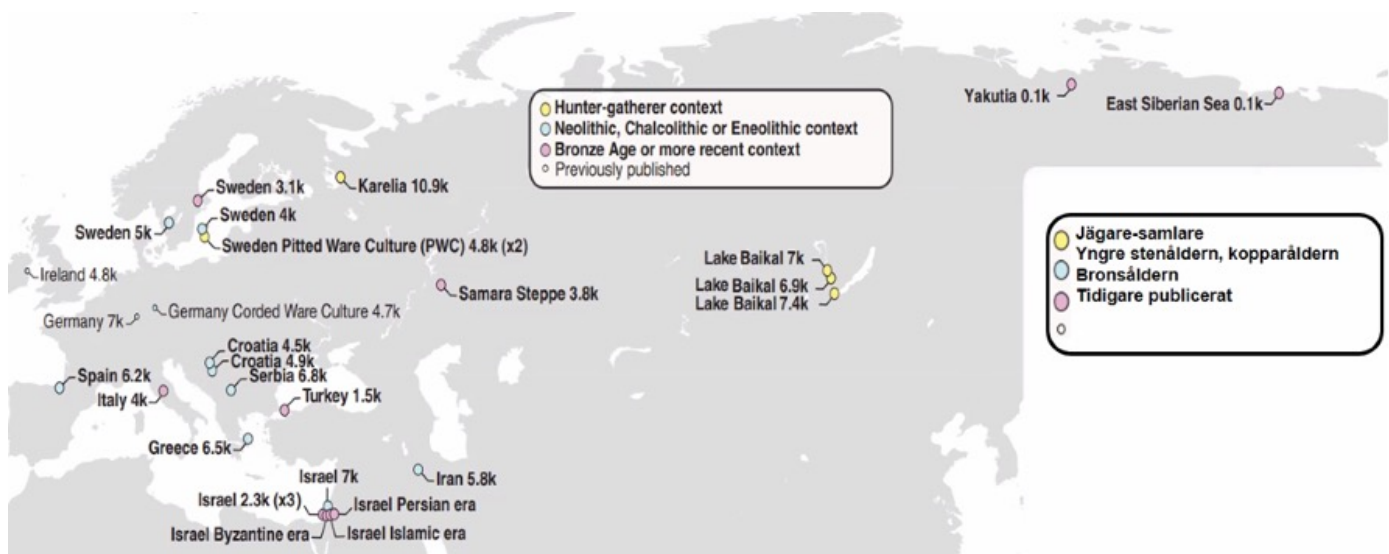 Yakutia 0.1k
East Siberian Sea 0.1k
Hunter-gatherer context
Neolithic, Chalcolithic or Eneolithic context
Bronze Age or more recent context
Previously published
Sweden 3.1k
Karelia 10.9k
Sweden 4k
Sweden 5k
Sweden Pitted Ware Culture (PWC) 4.8k (x2)
Jägare-samlare
Yngre stenåldern, kopparåldern
Bronsåldern
Tidigare publicerat
Ireland 4.8k
Lake Baikal 7k
Lake Baikal 6.9k
Lake Baikal 7.4k
Samara Steppe 3.8k
Germany Corded Ware Culture 4.7k
Germany 7k
Croatia 4.5k
Croatia 4.9k
Spain 6.2k
Serbia 6.8k
Italy 4k
Turkey 1.5k
Greece 6.5k
Iran 5.8k
Israel 7k
Israel 2.3k (x3)
Israel Persian era
Israel Byzantine era
Israel Islamic era